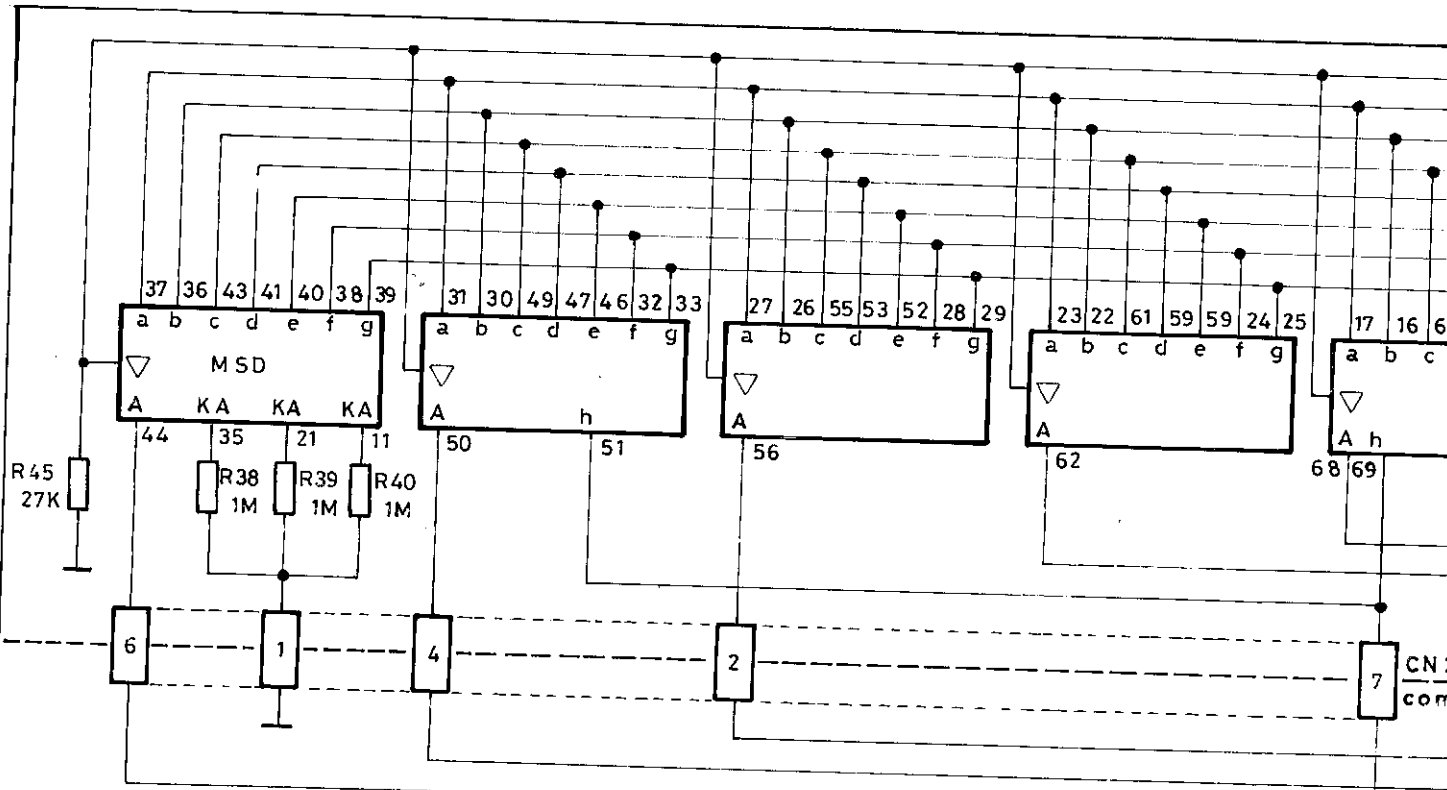 37 36 43 41 40 38 39
a b c d e f g
MSD
A KA KA KA
44 35 21 11
31 30 49 47 46 32 33
a b c d e f g
A h
50 51
27 26 55 53 52 28 29
a b c d e f g
A
56
23 22 61 59 59 24 25
a b c d e f g
A
62
17 16 6
a b c
A h
68 69
R45
27K
R38
1M
R39
1M
R40
1M
6
1
4
2
7
CN
com